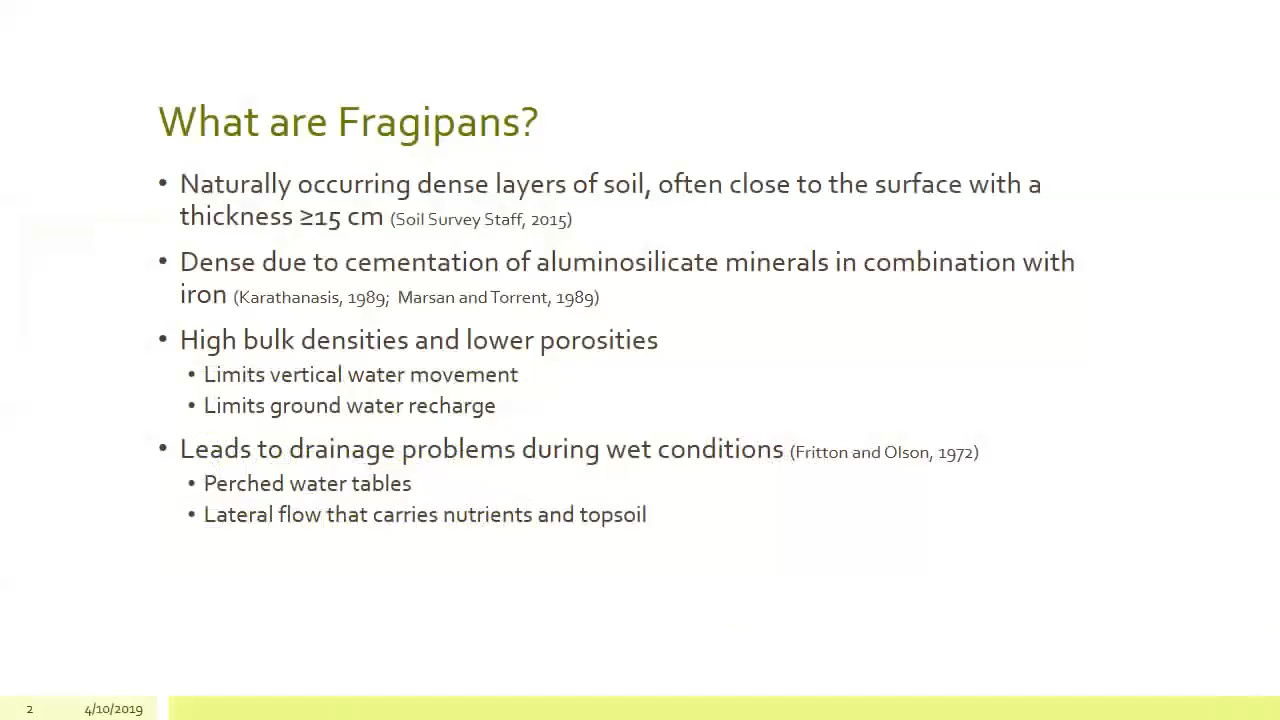 What are Fragipans?
• Naturally occurring dense layers of soil, often close to the surface with a
thickness ≥15 cm (Soil Survey Staff, 2015)
• Dense due to cementation of aluminosilicate minerals in combination with
iron (Karathanasis, 1989; Marsan and Torrent, 1989)
• High bulk densities and lower porosities
• Limits vertical water movement
• Limits ground water recharge
• Leads to drainage problems during wet conditions (Fritton and Olson, 1972)
• Perched water tables
• Lateral flow that carries nutrients and topsoil
2 4/10/2019